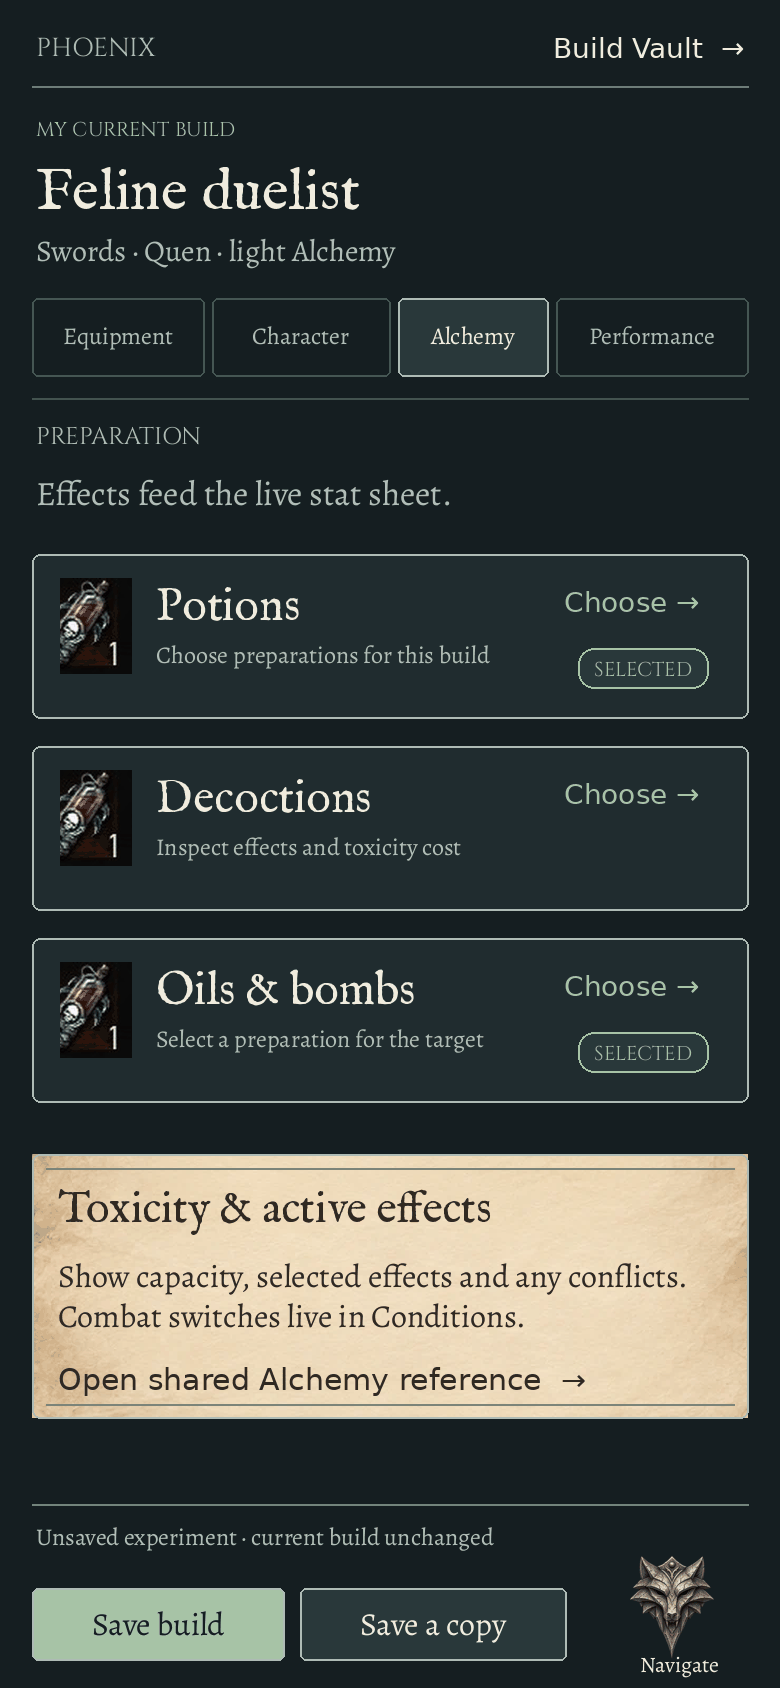 PHOENIX
Build Vault →
MY CURRENT BUILD
Feline duelist
Swords · Quen · light Alchemy
Equipment
Character
Alchemy
Performance
PREPARATION
Effects feed the live stat sheet.
Potions
Choose →
Choose preparations for this build
SELECTED
1
Decoctions
Choose →
Inspect effects and toxicity cost
1
Oils & bombs
Choose →
Select a preparation for the target
SELECTED
1
Toxicity & active effects
Show capacity, selected effects and any conflicts.
Combat switches live in Conditions.
Open shared Alchemy reference →
Unsaved experiment · current build unchanged
Save build
Save a copy
Navigate